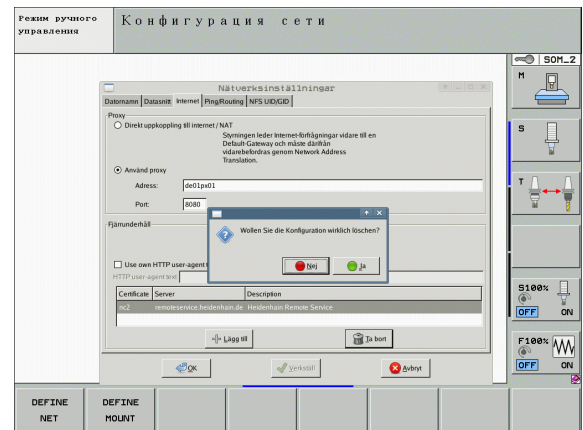 Режим ручного
управления
Конфигурация сети
SOM_2
M
Nätverksinställningar
Datornamn Datasnitt Internet Ping/Routing NFS UID/GID
Proxy
Direkt uppkoppling till internet / NAT
Styrningen leder Internet-förfrågningar vidare till en
Default-Gateway och måste därifrån
vidarebefordras genom Network Address
Translation.
Använd proxy
Adress: de01px01
Port: 8080
S
T
Fjärrunderhåll
Wollen Sie die Konfiguration wirklich löschen?
Nej Ja
Use own HTTP user-agent t
HTTP user-agent text
Certificate Server Description
nc2 remoteservice.heidenhain.de Heidenhain Remote Service
Lägg till Ta bort
OK Verkställ Avbryt
S100%
OFF ON
F100%
OFF ON
DEFINE
NET
DEFINE
MOUNT